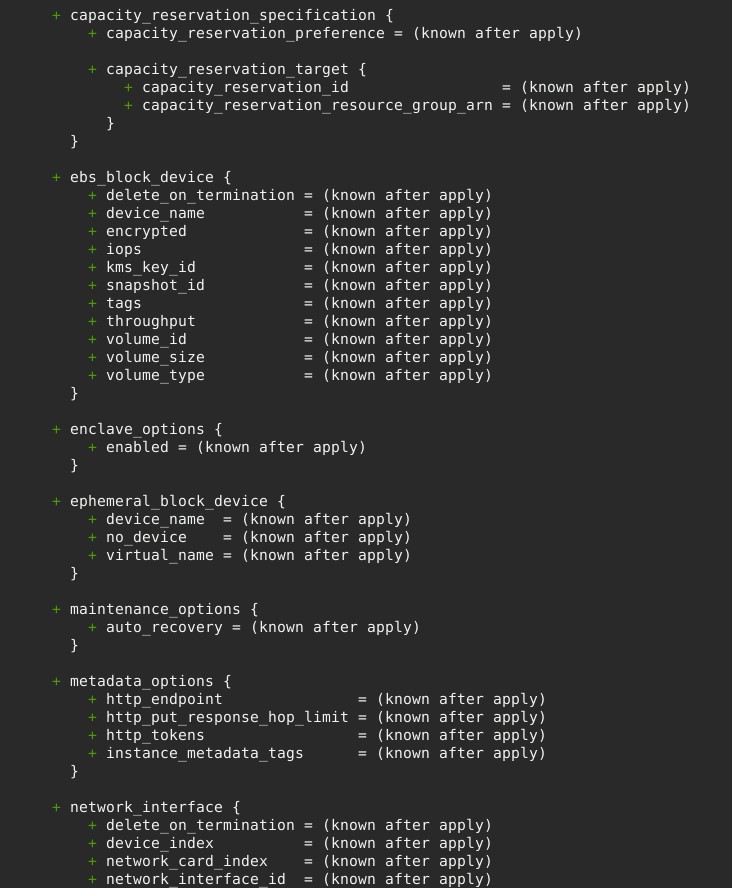 + capacity_reservation_specification {
    + capacity_reservation_preference = (known after apply)

    + capacity_reservation_target {
        + capacity_reservation_id                 = (known after apply)
        + capacity_reservation_resource_group_arn = (known after apply)
      }
  }

+ ebs_block_device {
    + delete_on_termination = (known after apply)
    + device_name           = (known after apply)
    + encrypted             = (known after apply)
    + iops                  = (known after apply)
    + kms_key_id            = (known after apply)
    + snapshot_id           = (known after apply)
    + tags                  = (known after apply)
    + throughput            = (known after apply)
    + volume_id             = (known after apply)
    + volume_size           = (known after apply)
    + volume_type           = (known after apply)
  }

+ enclave_options {
    + enabled = (known after apply)
  }

+ ephemeral_block_device {
    + device_name  = (known after apply)
    + no_device    = (known after apply)
    + virtual_name = (known after apply)
  }

+ maintenance_options {
    + auto_recovery = (known after apply)
  }

+ metadata_options {
    + http_endpoint               = (known after apply)
    + http_put_response_hop_limit = (known after apply)
    + http_tokens                 = (known after apply)
    + instance_metadata_tags      = (known after apply)
  }

+ network_interface {
    + delete_on_termination = (known after apply)
    + device_index          = (known after apply)
    + network_card_index    = (known after apply)
    + network_interface_id  = (known after apply)